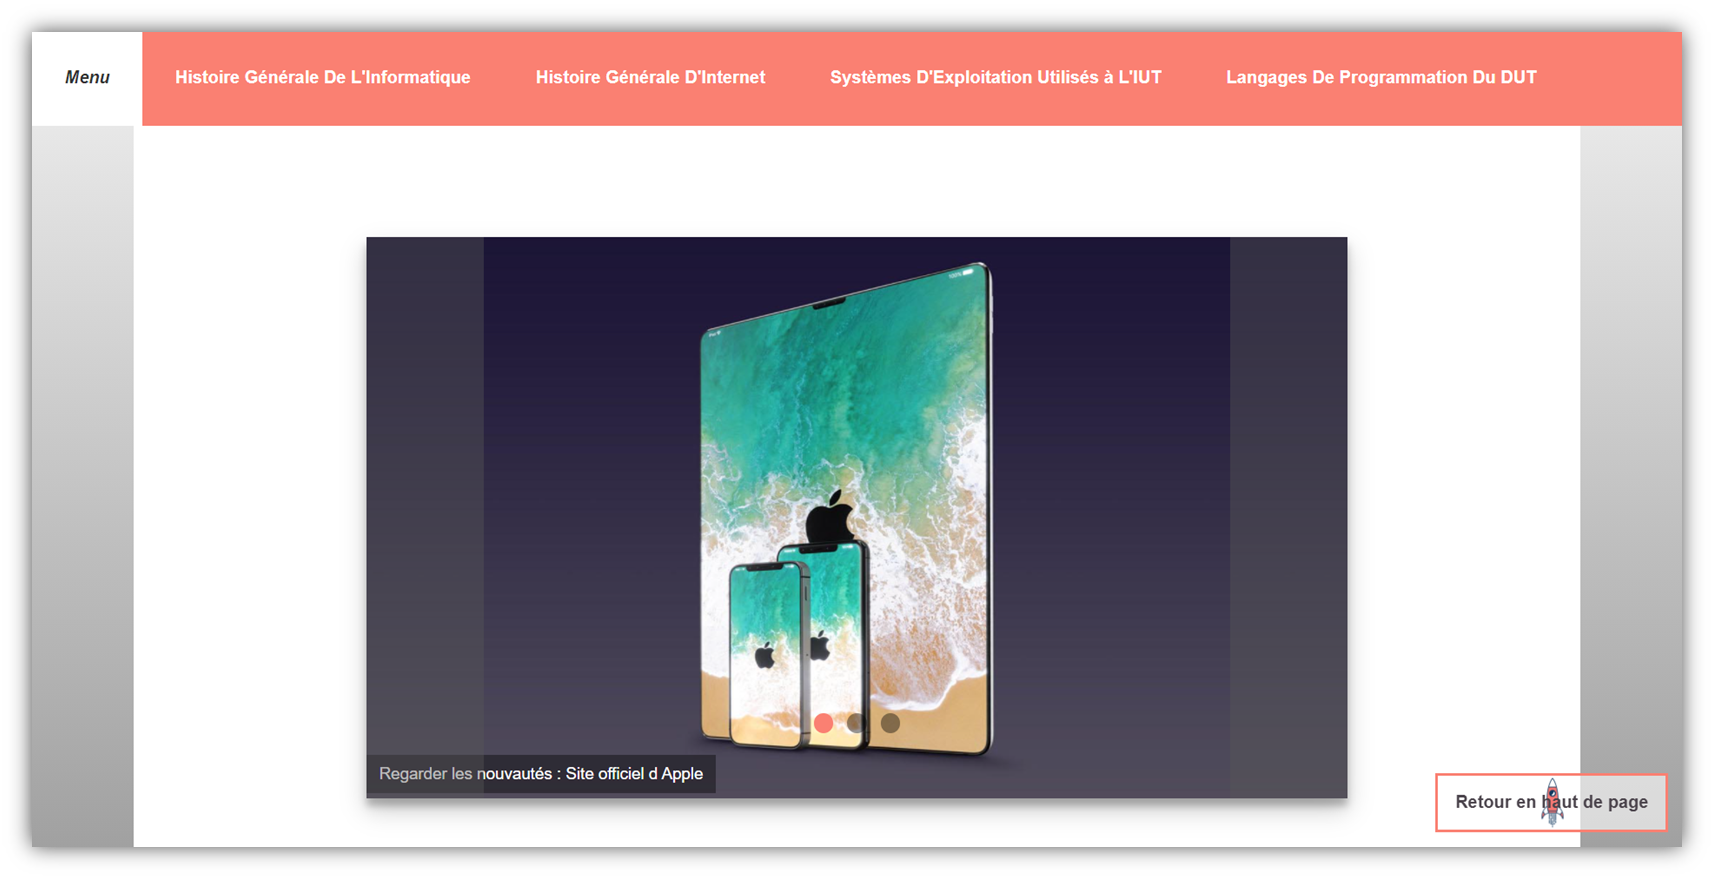 Menu
Histoire Générale De L'Informatique
Histoire Générale D'Internet
Systèmes D'Exploitation Utilisés à L'IUT
Langages De Programmation Du DUT
Regarder les nouvautés : Site officiel d Apple
Retour en haut de page